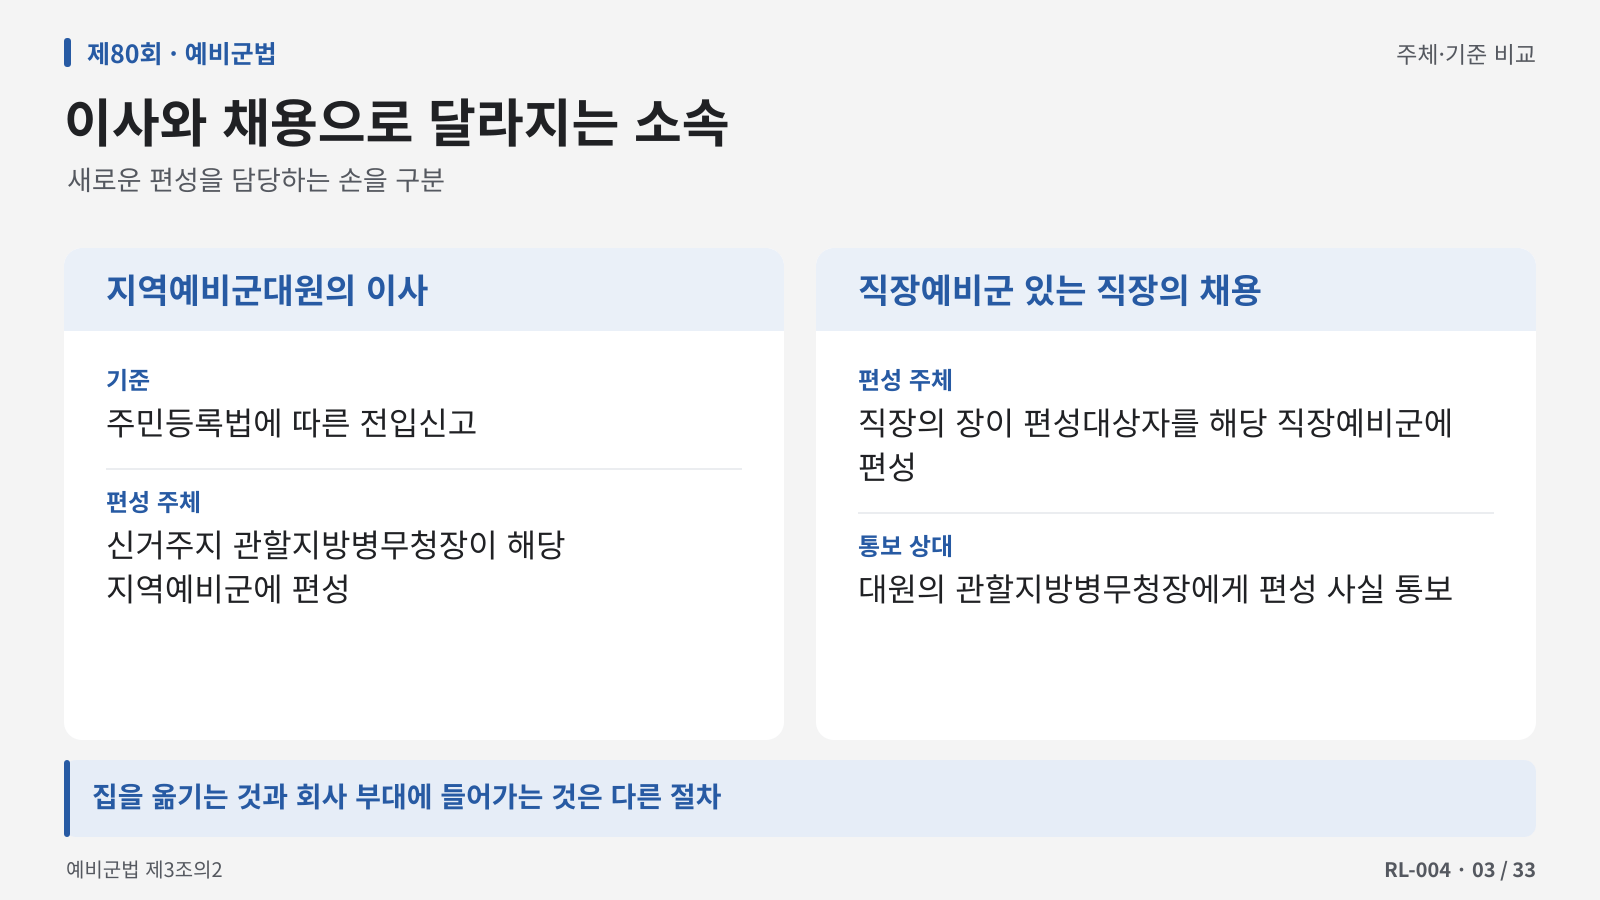 제80회 · 예비군법
주체·기준 비교
이사와 채용으로 달라지는 소속
새로운 편성을 담당하는 손을 구분
지역예비군대원의 이사
기준
주민등록법에 따른 전입신고
편성 주체
신거주지 관할지방병무청장이 해당
지역예비군에 편성
직장예비군 있는 직장의 채용
편성 주체
직장의 장이 편성대상자를 해당 직장예비군에
편성
통보 상대
대원의 관할지방병무청장에게 편성 사실 통보
집을 옮기는 것과 회사 부대에 들어가는 것은 다른 절차
예비군법 제3조의2
RL-004 · 03 / 33